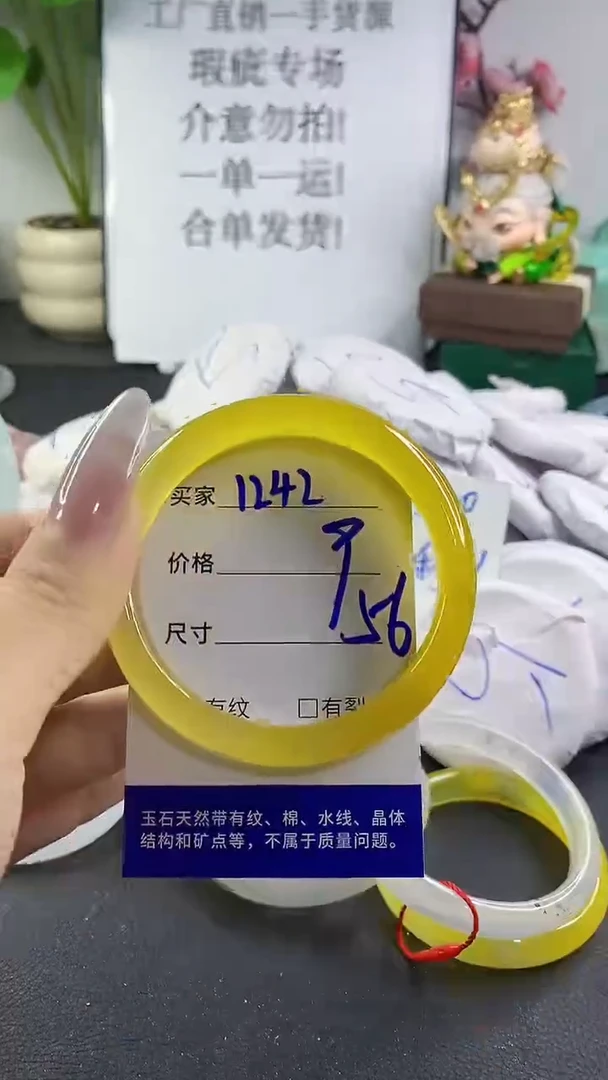 工厂直销一手货源
瑕疵专场
介意勿拍!
一单一运!
合单发货!
买家 1242
价格
尺寸 56
有纹 □有裂
玉石天然带有纹、棉、水线、晶体
结构和矿点等，不属于质量问题。